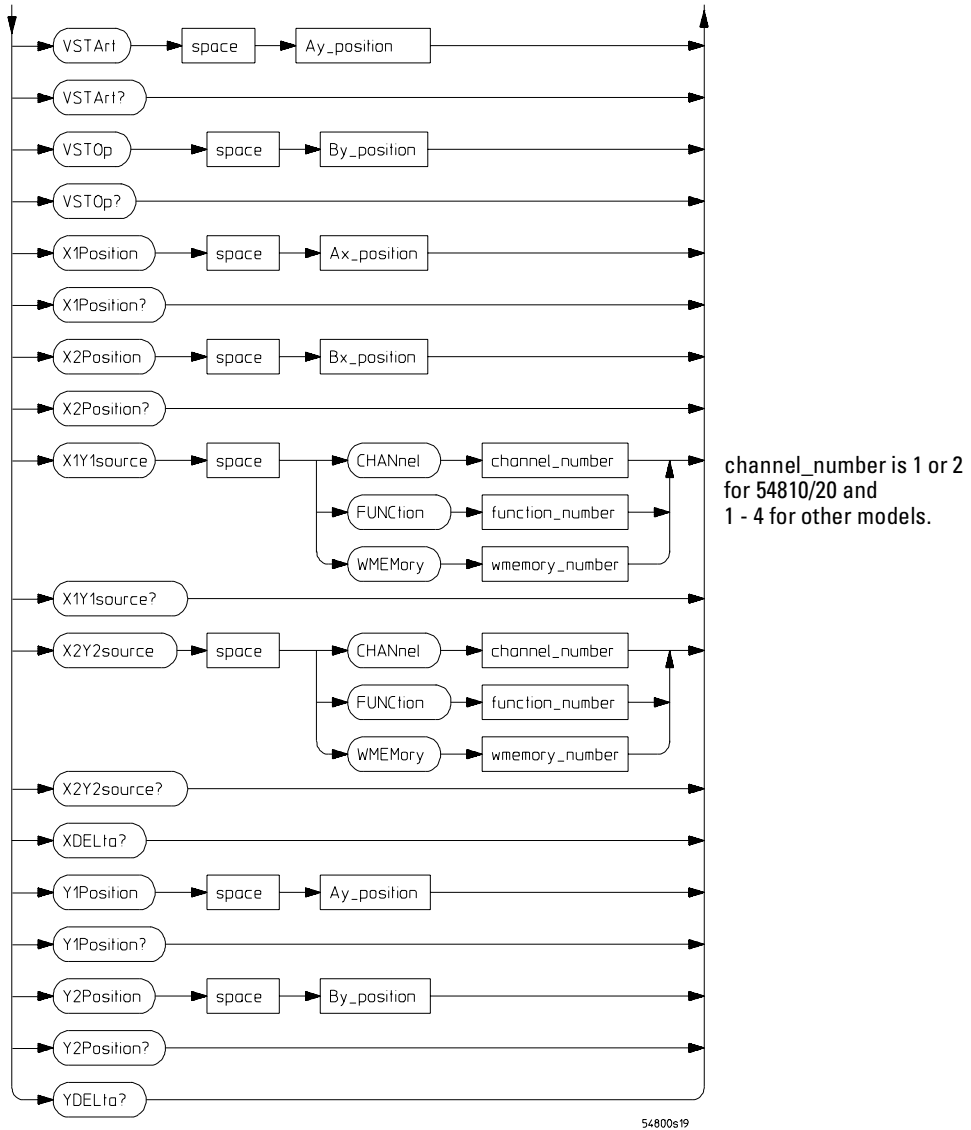 VSTArt space Ay_position
VSTArt?
VSTOp space By_position
VSTOp?
X1Position space Ax_position
X1Position?
X2Position space Bx_position
X2Position?
X1Y1source space CHANnel channel_number
FUNCtion function_number
WMEMory wmemory_number
channel_number is 1 or 2
for 54810/20 and
1 - 4 for other models.
X1Y1source?
X2Y2source space CHANnel channel_number
FUNCtion function_number
WMEMory wmemory_number
X2Y2source?
XDELta?
Y1Position space Ay_position
Y1Position?
Y2Position space By_position
Y2Position?
YDELta?
54800s19